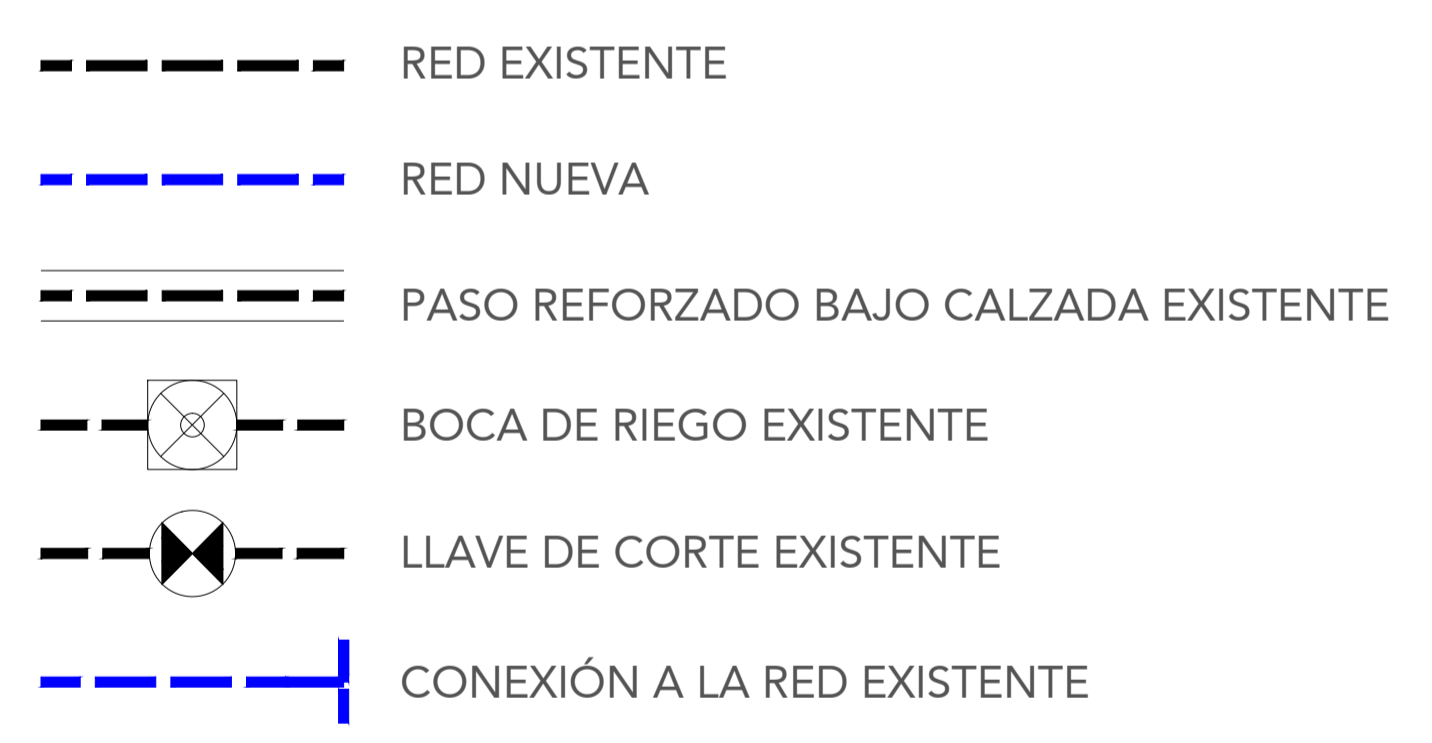 RED EXISTENTE
RED NUEVA
PASO REFORZADO BAJO CALZADA EXISTENTE
BOCA DE RIEGO EXISTENTE
LLAVE DE CORTE EXISTENTE
CONEXIÓN A LA RED EXISTENTE